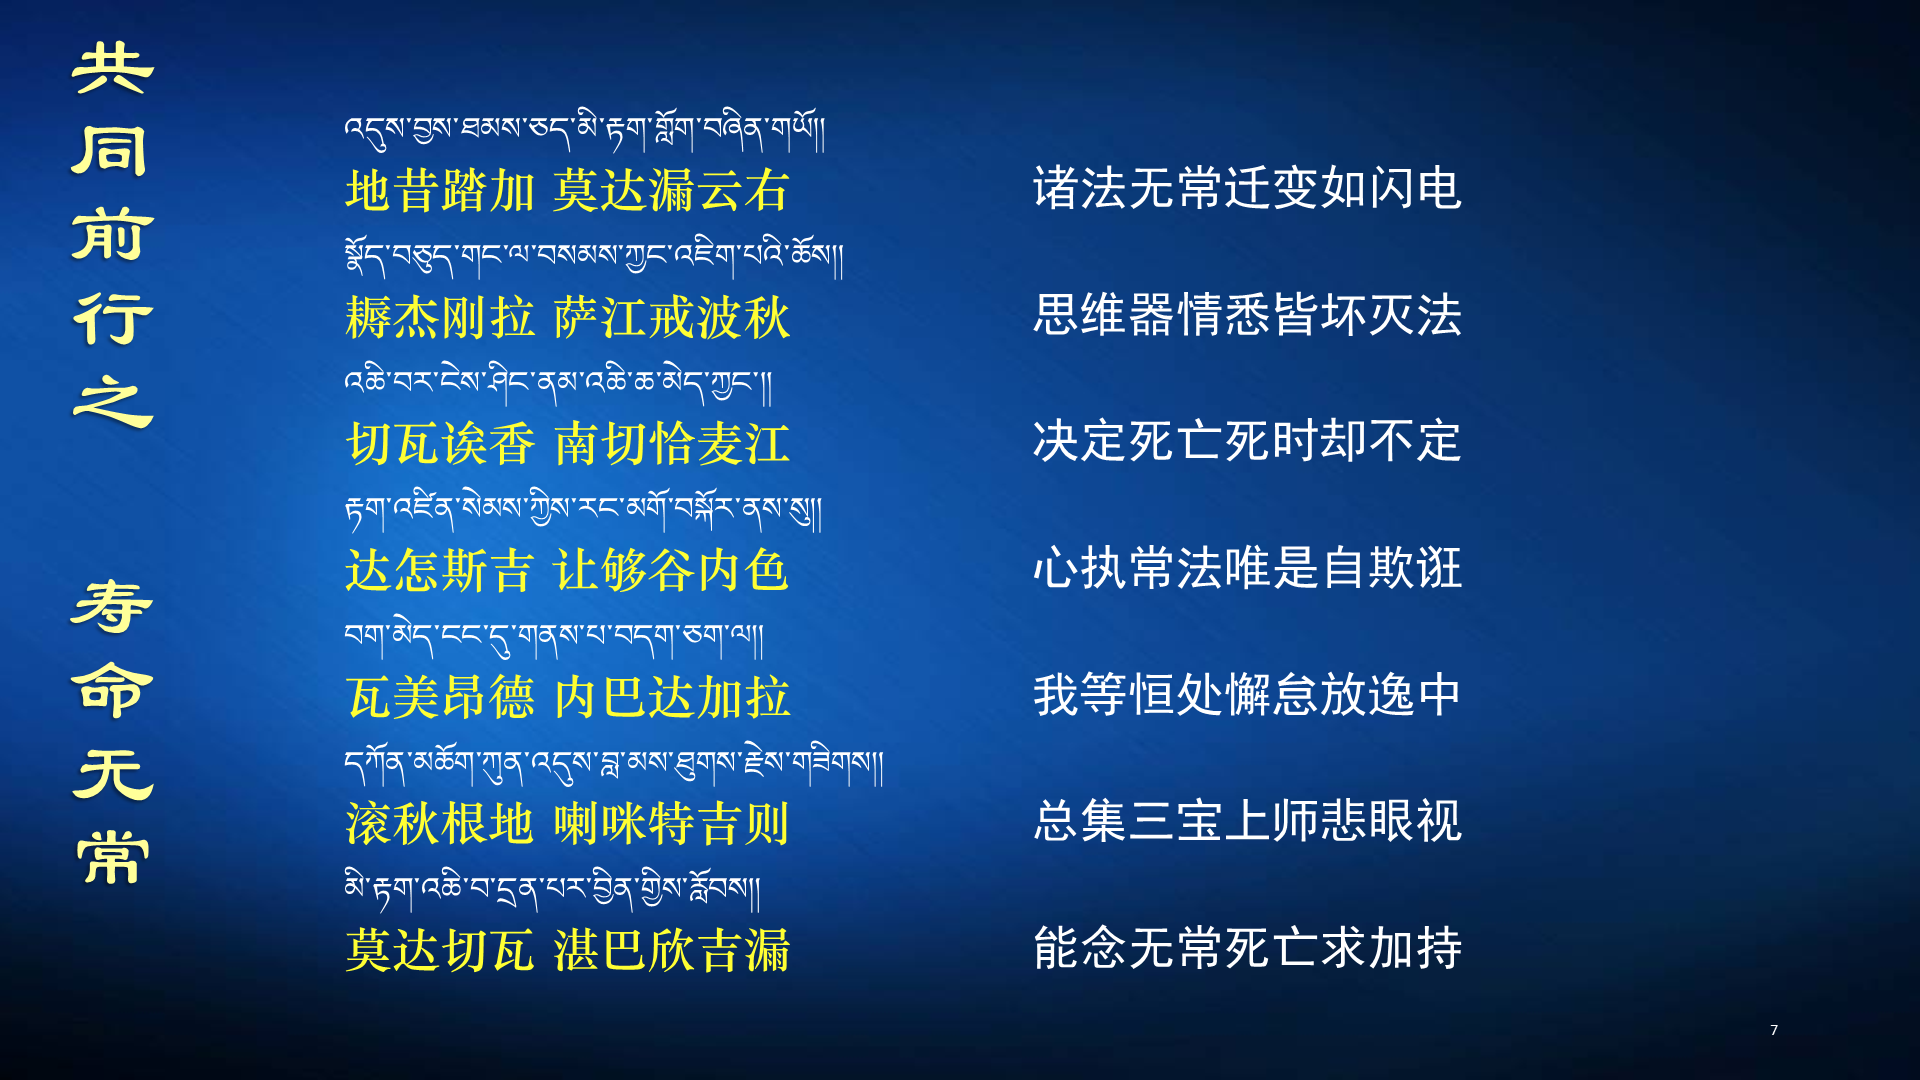 共同前行之 寿命无常
འདུས་བྱས་ཐམས་ཅད་མི་རྟག་གློག་བཞིན་གཡོ།།
地昔踏加 莫达漏云右
诸法无常迁变如闪电
སྣོད་བཅུད་གང་ལ་བསམས་ཀྱང་འཇིག་པའི་ཆོས།།
耨杰刚拉 萨江戒波秋
思维器情悉皆坏灭法
འཆི་བར་ངེས་ཤིང་ནམ་འཆི་ཆ་མེད་ཀྱང་།།
切瓦诶香 南切恰麦江
决定死亡死时却不定
རྟག་འཛིན་སེམས་ཀྱིས་རང་མགོ་བསྐོར་ནས་སུ།།
达怎斯吉 让够谷内色
心执常法唯是自欺诳
བག་མེད་ངང་དུ་གནས་པ་བདག་ཅག་ལ།།
瓦美昂德 内巴达加拉
我等恒处懈怠放逸中
དཀོན་མཆོག་ཀུན་འདུས་བླ་མས་ཐུགས་རྗེས་གཟིགས།།
滚秋根地 喇咪特吉则
总集三宝上师悲眼视
མི་རྟག་འཆི་བ་དྲན་པར་བྱིན་གྱིས་རློབས།།
莫达切瓦 湛巴欣吉漏
能念无常死亡求加持
7